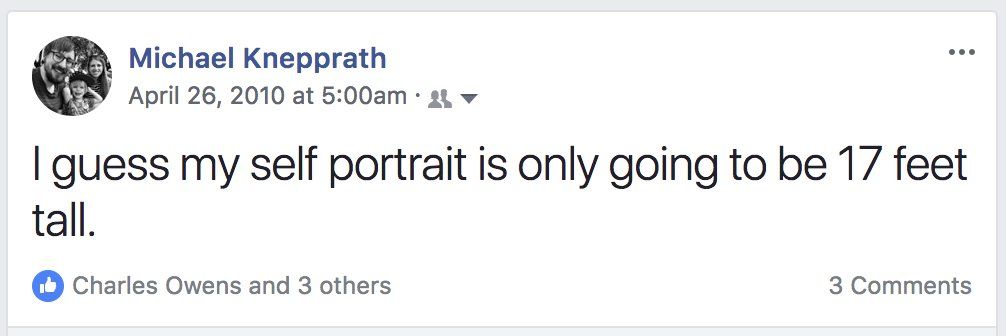 Michael Knepprath
April 26, 2010 at 5:00am ·
I guess my self portrait is only going to be 17 feet
tall.
Charles Owens and 3 others
3 Comments